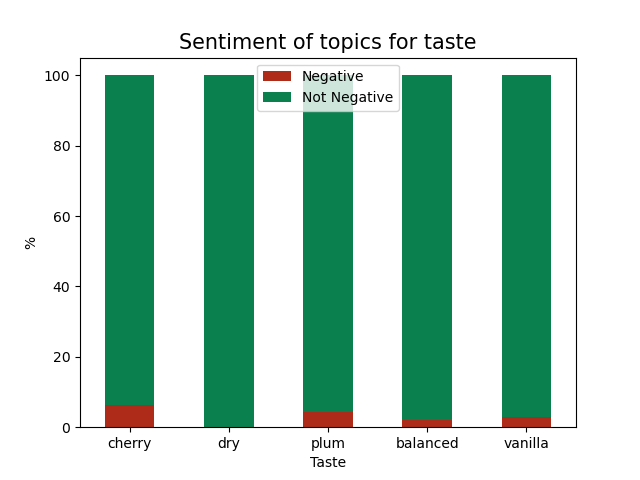 Sentiment of topics for taste
Negative
Not Negative
100
80
60
40
20
0
%
cherry dry plum balanced vanilla
Taste